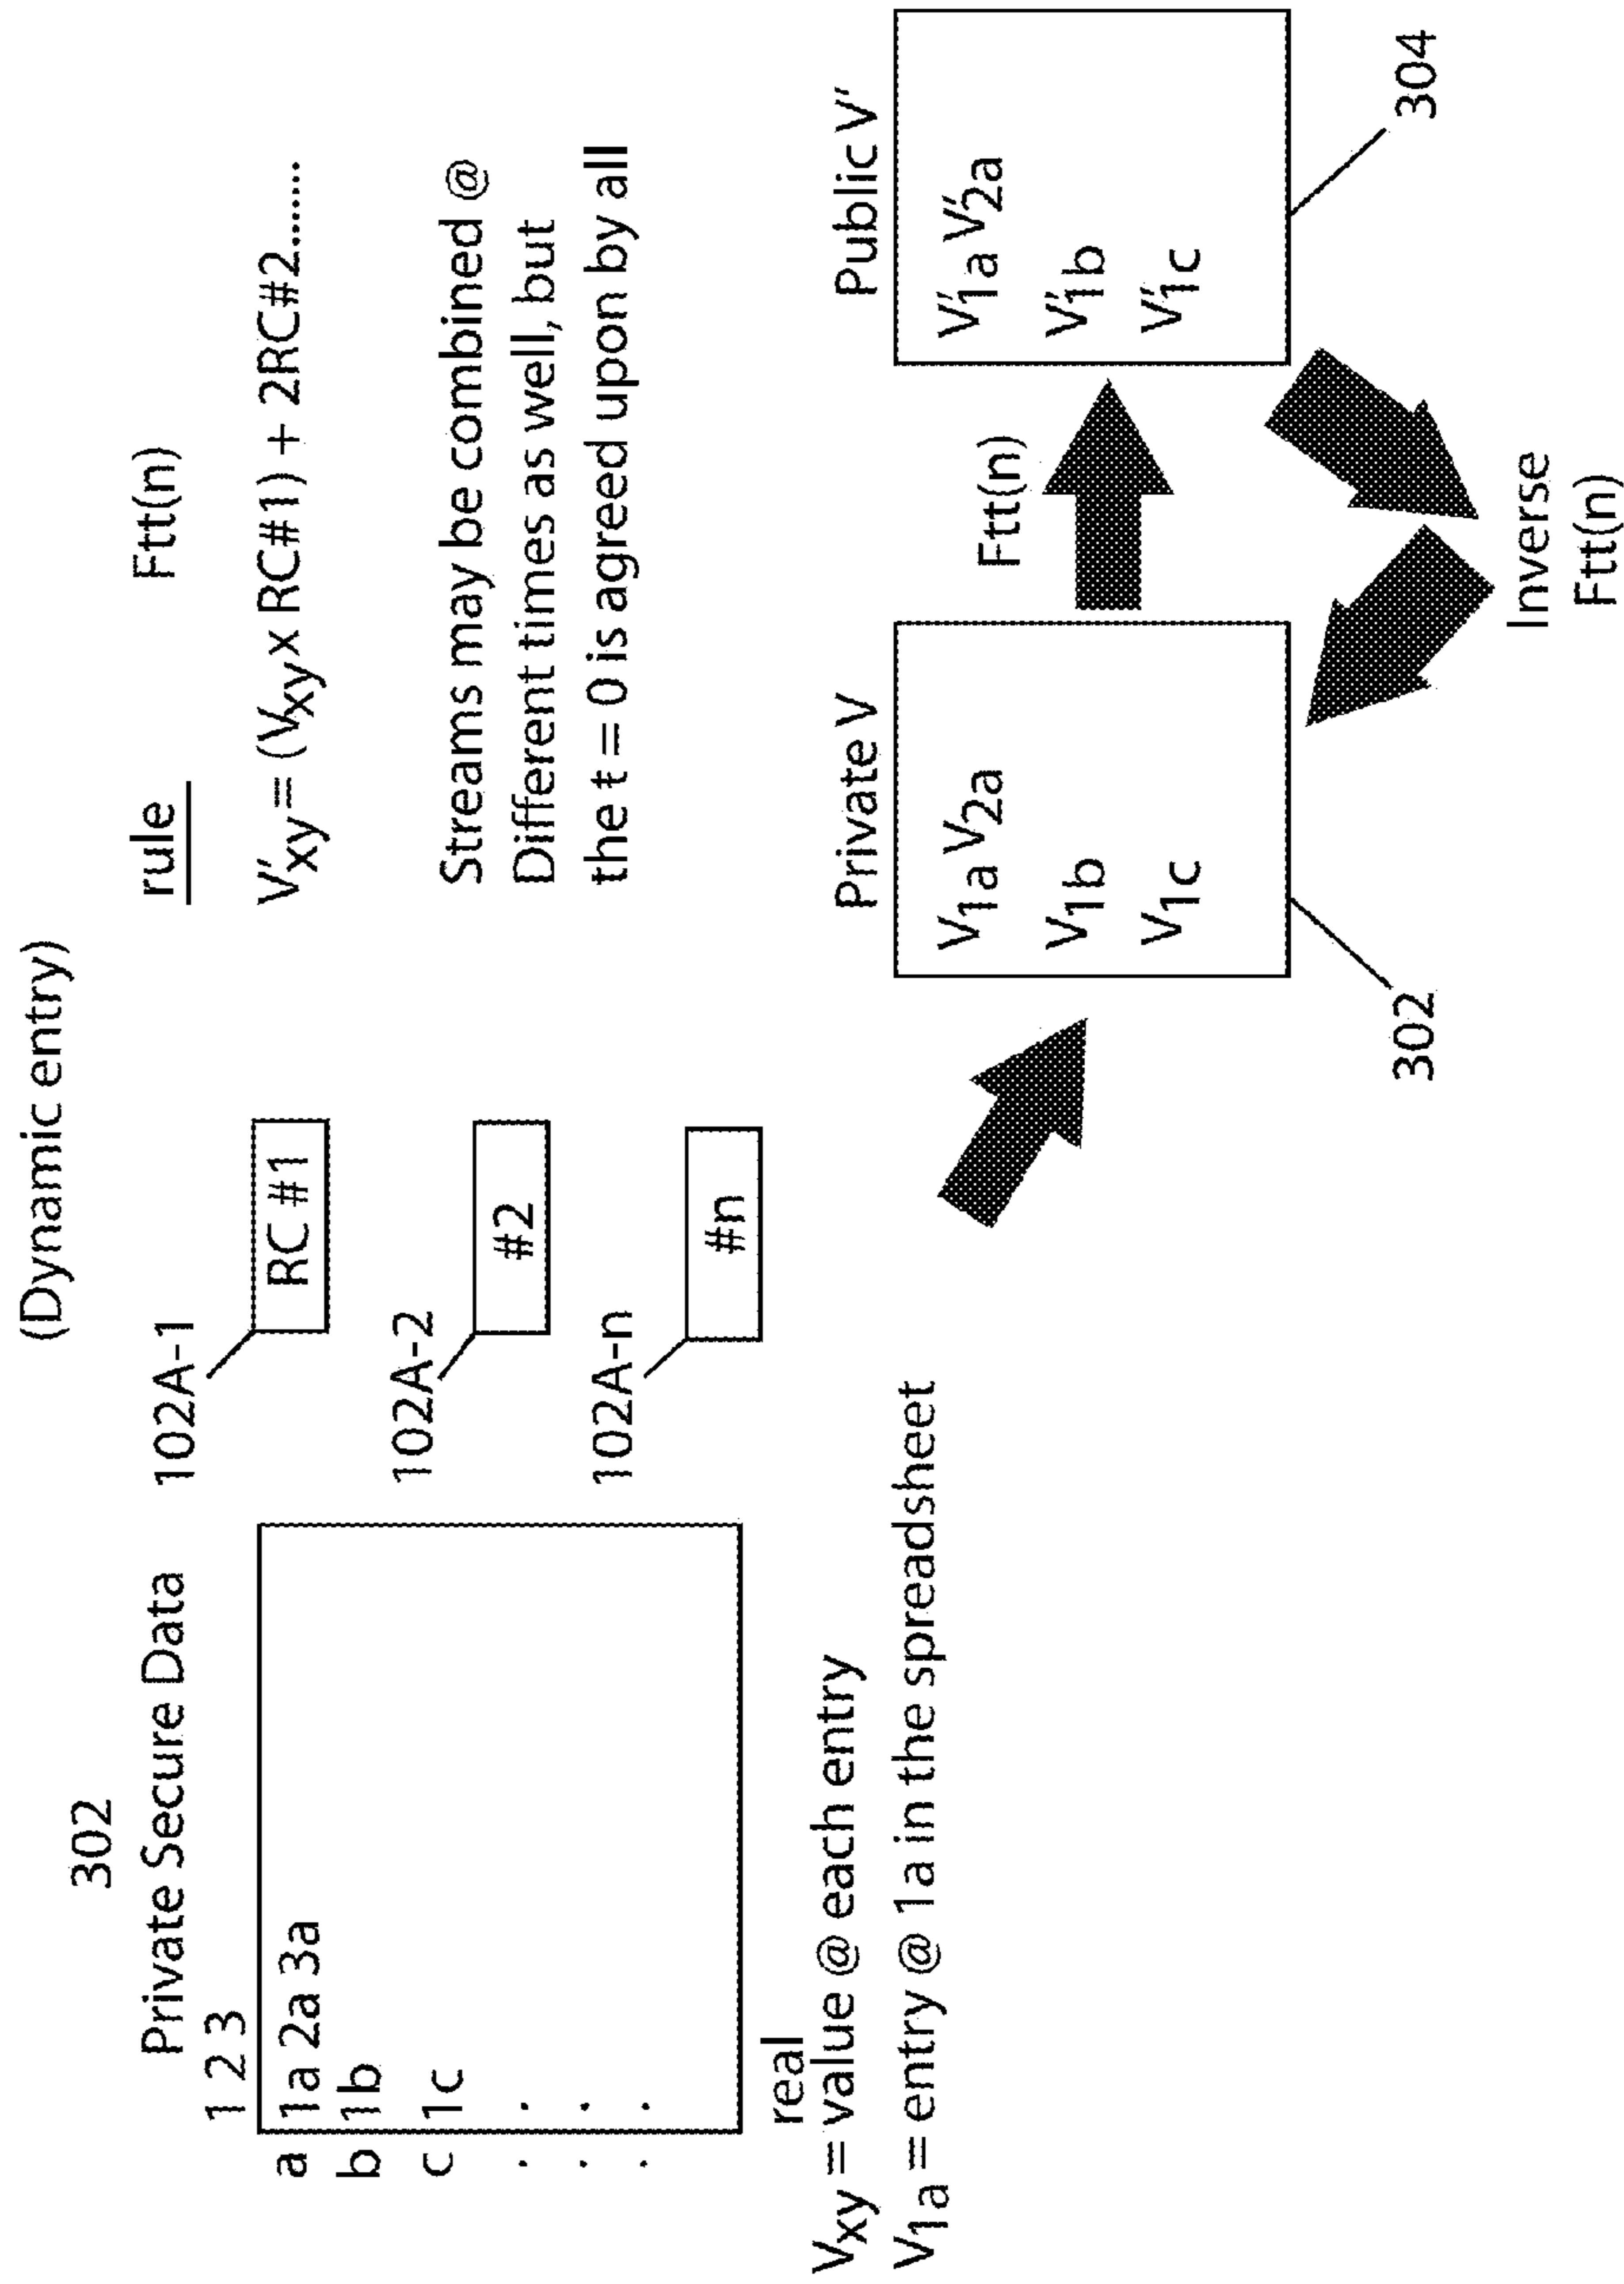 (Dynamic entry)
302
Private Secure Data
1 2 3
a 1a 2a 3a
b 1b
c 1c
. .
. .
. .
real
Vxy = value @ each entry
V1a = entry @ 1a in the spreadsheet
102A-1
RC #1
102A-2
#2
102A-n
#n
rule Ftt(n)
V'xy = (Vxy x RC#1) + 2RC#2.......
Streams may be combined @
Different times as well, but
the t = 0 is agreed upon by all
Private V
V1a V2a
V1b
V1c
302
Ftt(n)
Public V'
V'1a V'2a
V'1b
V'1c
304
Inverse
Ftt(n)